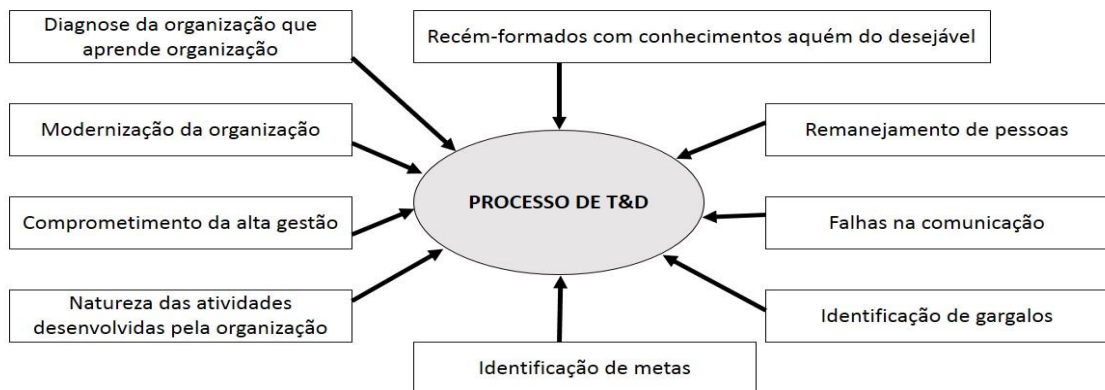 Diagnose da organização que
aprende organização
Recém-formados com conhecimentos aquém do desejável
Modernização da organização
Remanejamento de pessoas
PROCESSO DE T&D
Comprometimento da alta gestão
Falhas na comunicação
Natureza das atividades
desenvolvidas pela organização
Identificação de gargalos
Identificação de metas